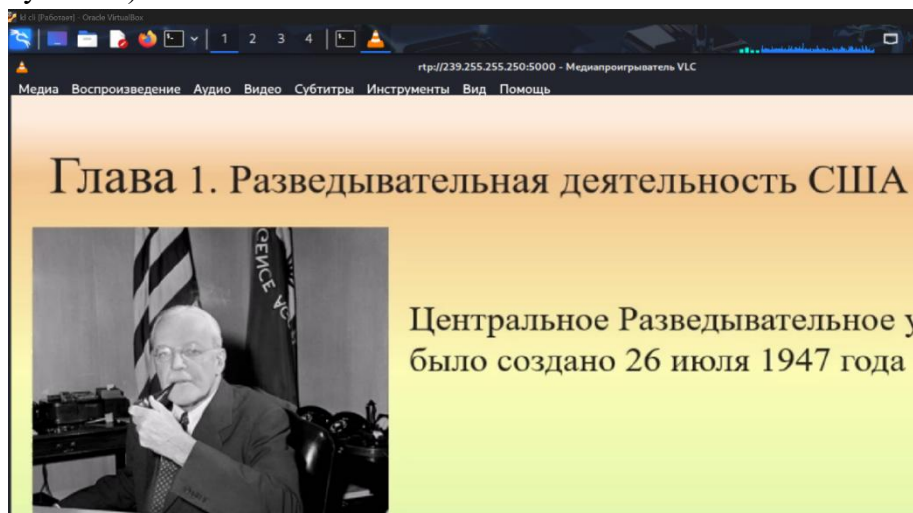 kl cli [Работает] - Oracle VirtualBox
1 2 3 4
rtp://239.255.255.250:5000 - Медиапроигрыватель VLC
Медиа Воспроизведение Аудио Видео Субтитры Инструменты Вид Помощь
Глава 1. Разведывательная деятельность США
GENCE
Центральное Разведывательное у
было создано 26 июля 1947 года